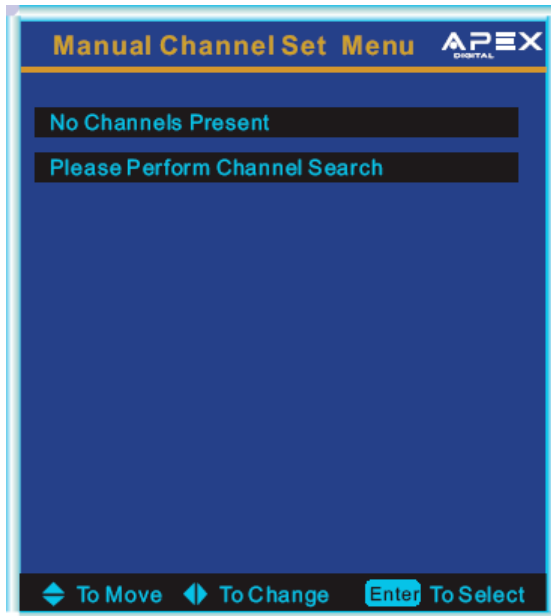 Manual Channel Set Menu APEX
DIGITAL
No Channels Present
Please Perform Channel Search
To Move To Change Enter To Select